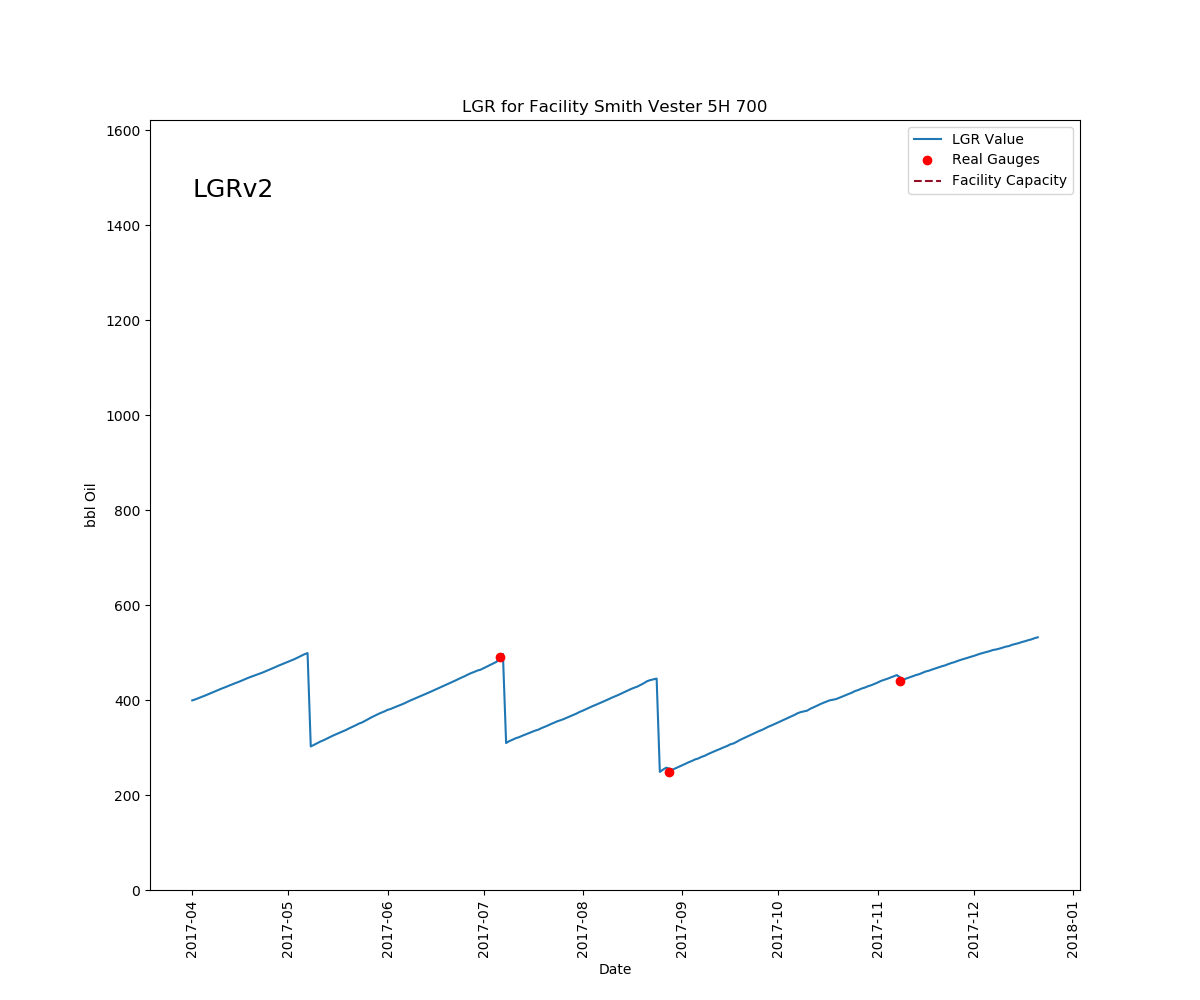 LGR for Facility Smith Vester 5H 700
LGRv2
LGR Value
Real Gauges
Facility Capacity
1600
1400
1200
1000
800
600
400
200
0
bbl Oil
2017-04
2017-05
2017-06
2017-07
2017-08
2017-09
2017-10
2017-11
2017-12
2018-01
Date